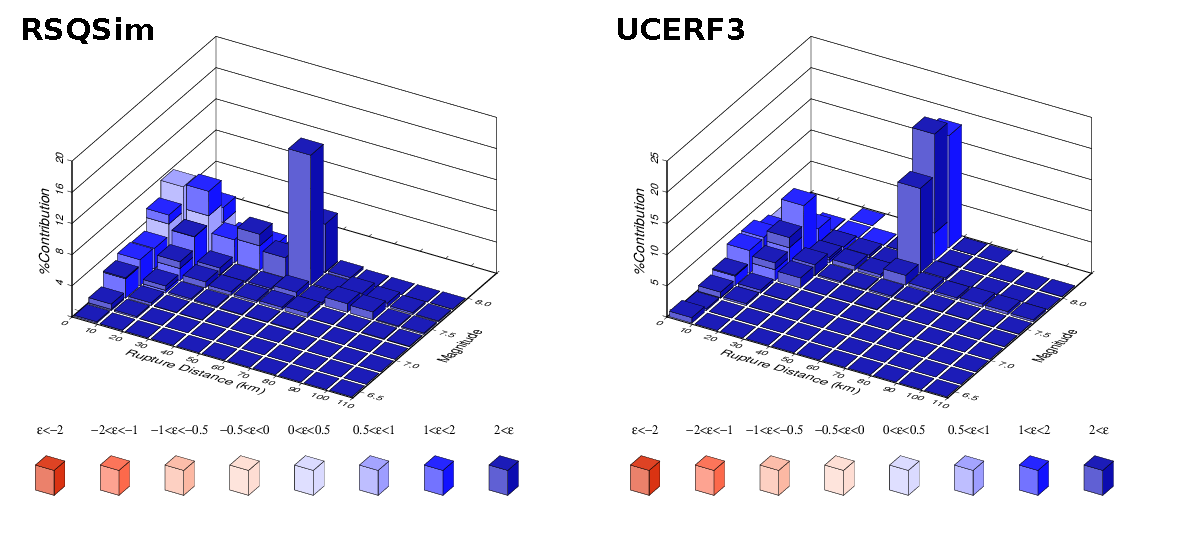 RSQSim
%Contribution
20
16
12
8
4
0
10
20
30
40
50
60
70
80
90
100
110
Rupture Distance (km)
6.5
7.0
7.5
8.0
Magnitude
ε<−2
−2<ε<−1
−1<ε<−0.5
−0.5<ε<0
0<ε<0.5
0.5<ε<1
1<ε<2
2<ε
UCERF3
%Contribution
25
20
15
10
5
0
10
20
30
40
50
60
70
80
90
100
110
Rupture Distance (km)
6.5
7.0
7.5
8.0
Magnitude
ε<−2
−2<ε<−1
−1<ε<−0.5
−0.5<ε<0
0<ε<0.5
0.5<ε<1
1<ε<2
2<ε